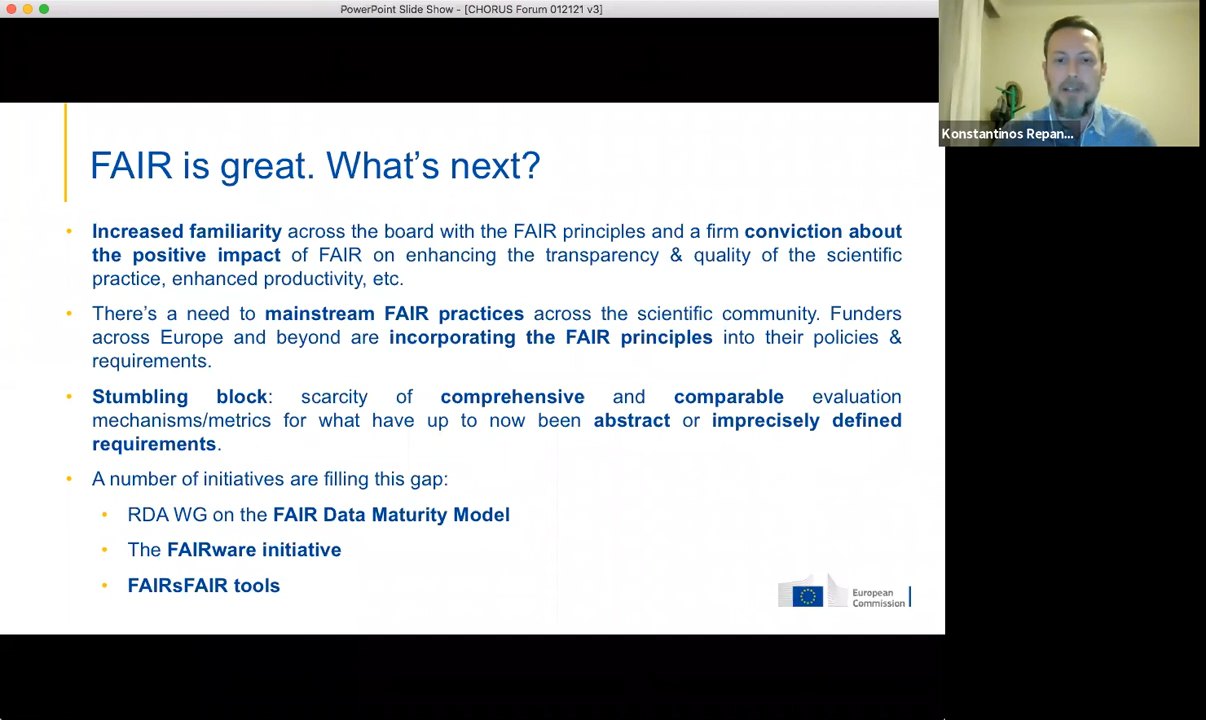 PowerPoint Slide Show - [CHORUS Forum 012121 v3]
Konstantinos Repan...
FAIR is great. What's next?
• Increased familiarity across the board with the FAIR principles and a firm conviction about
the positive impact of FAIR on enhancing the transparency & quality of the scientific
practice, enhanced productivity, etc.
• There's a need to mainstream FAIR practices across the scientific community. Funders
across Europe and beyond are incorporating the FAIR principles into their policies &
requirements.
• Stumbling block: scarcity of comprehensive and comparable evaluation
mechanisms/metrics for what have up to now been abstract or imprecisely defined
requirements.
• A number of initiatives are filling this gap:
• RDA WG on the FAIR Data Maturity Model
• The FAIRware initiative
• FAIRsFAIR tools
European
Commission